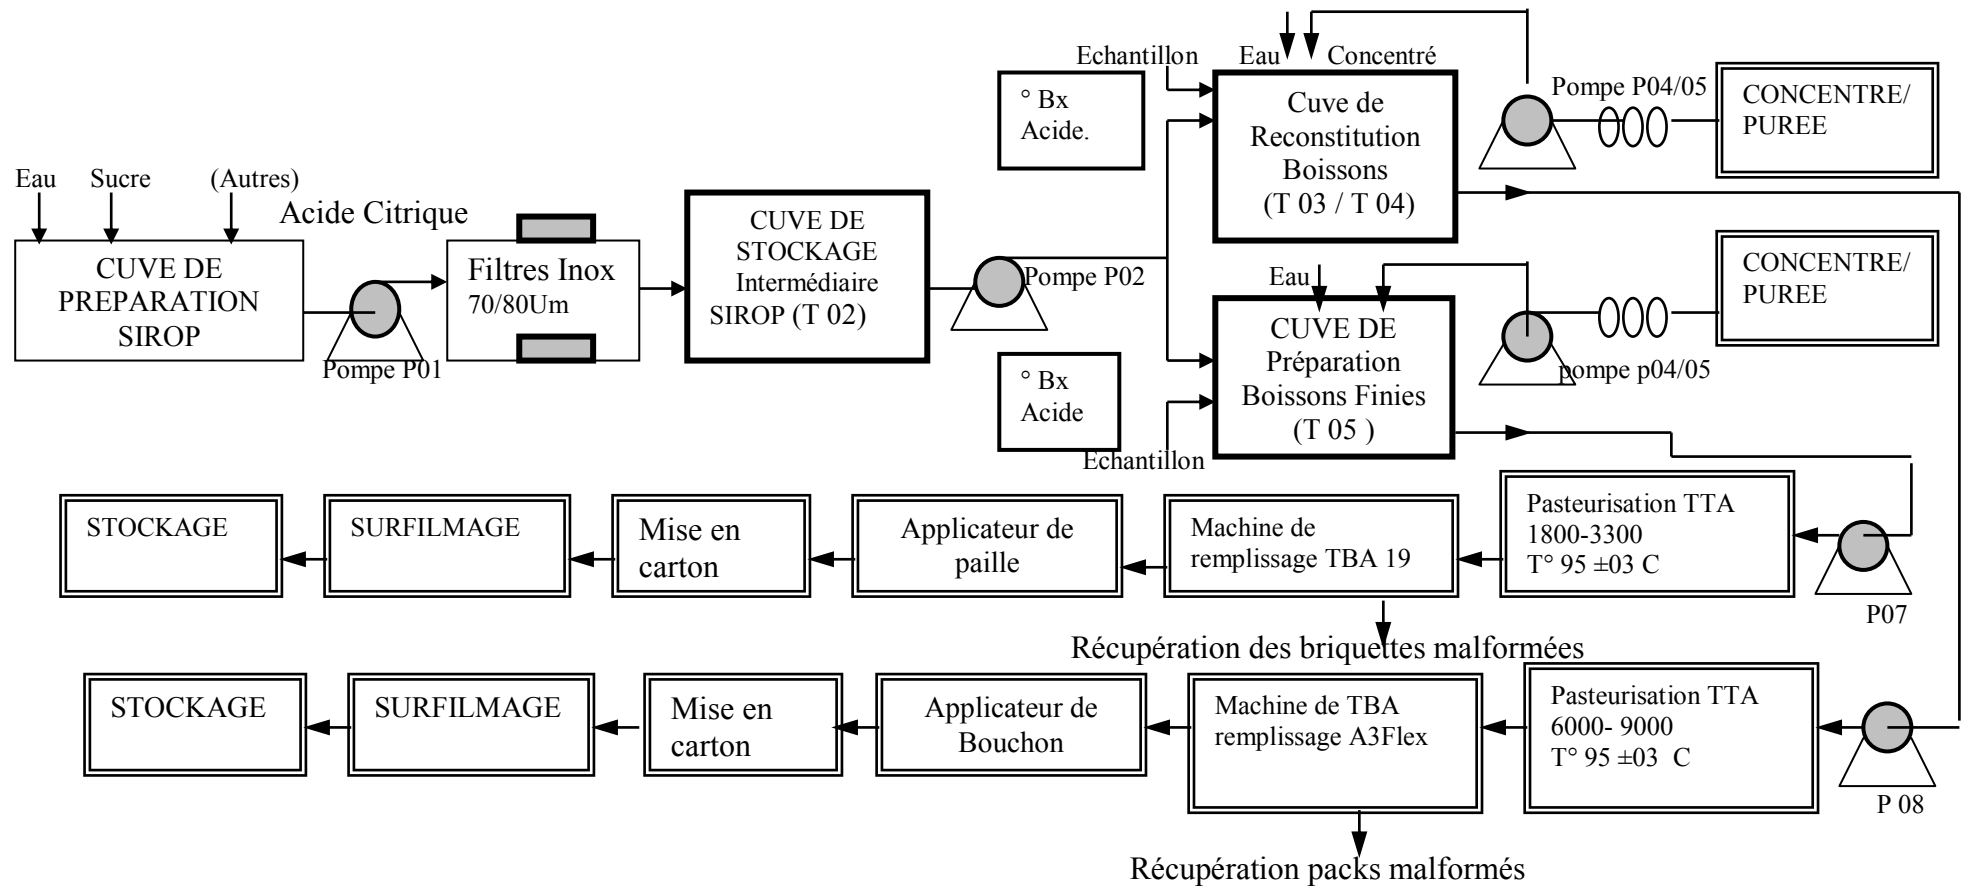 Echantillon
Eau
Concentré
° Bx
Acide.
Cuve de
Reconstitution
Boissons
(T 03 / T 04)
Pompe P04/05
CONCENTRE/
PUREE
Eau
Sucre
(Autres)
Acide Citrique
CUVE DE
PREPARATION
SIROP
Pompe P01
Filtres Inox
70/80Um
CUVE DE
STOCKAGE
Intermédiaire
SIROP (T 02)
Pompe P02
Eau
CUVE DE
Préparation
Boissons Finies
(T 05 )
CONCENTRE/
PUREE
pompe p04/05
° Bx
Acide
Echantillon
STOCKAGE
SURFILMAGE
Mise en
carton
Applicateur de
paille
Machine de
remplissage TBA 19
Pasteurisation TTA
1800-3300
T° 95 ±03 C
P07
Récupération des briquettes malformées
STOCKAGE
SURFILMAGE
Mise en
carton
Applicateur de
Bouchon
Machine de TBA
remplissage A3Flex
Pasteurisation TTA
6000- 9000
T° 95 ±03  C
P 08
Récupération packs malformés